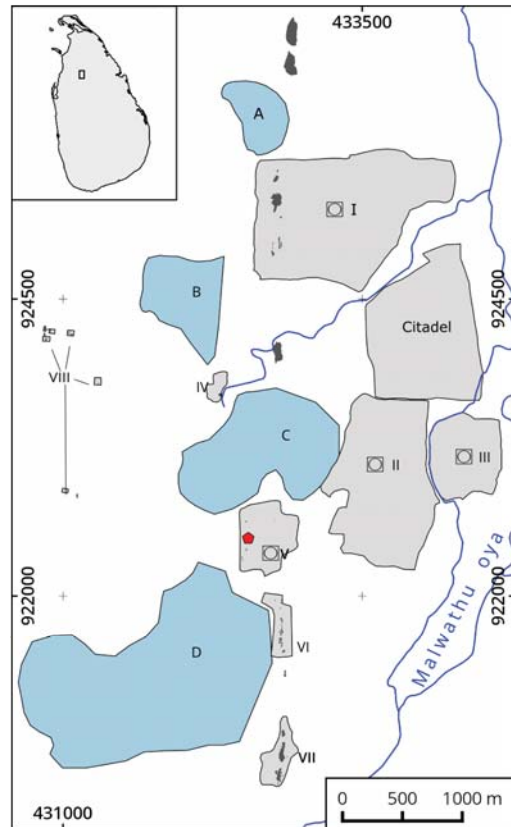 433500
A
I
924500
924500
B
Citadel
VIII
IV
C
II
III
V
922000
922000
Malwathu oya
D
VI
VII
431000
0 500 1000 m